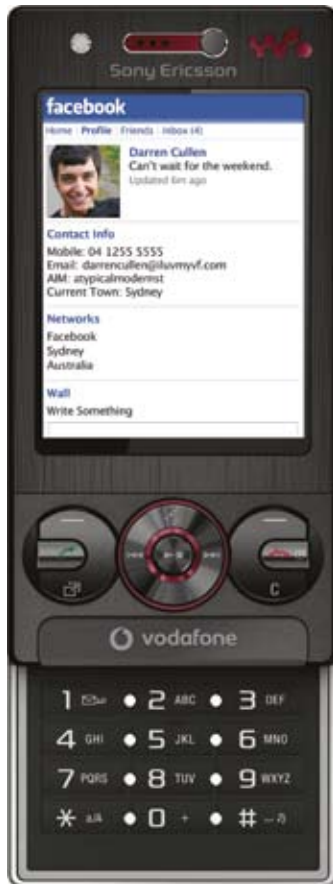 Sony Ericsson
facebook
Home Profile Friends Inbox (4)
Darren Cullen
Can't wait for the weekend.
Updated 6m ago
Contact Info
Mobile: 04 1255 5555
Email: darrencullen@iluvmyvf.com
AIM: atypicalmodernst
Current Town: Sydney
Networks
Facebook
Sydney
Australia
Wall
Write Something
C
vodafone
1 2 ABC 3 DEF
4 GHI 5 JKL 6 MNO
7 PQRS 8 TUV 9 WXYZ
* a/A 0 + #